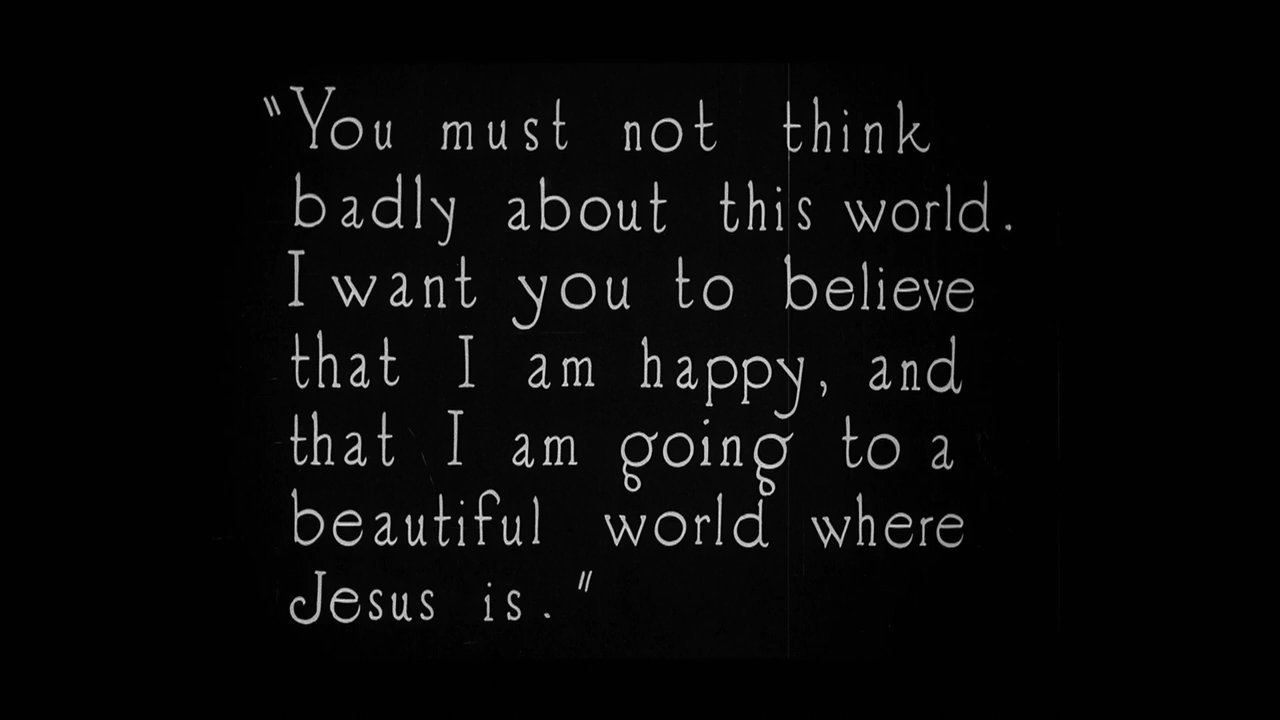 "You must not think
badly about this world.
I want you to believe
that I am happy, and
that I am going to a
beautiful world where
Jesus is."